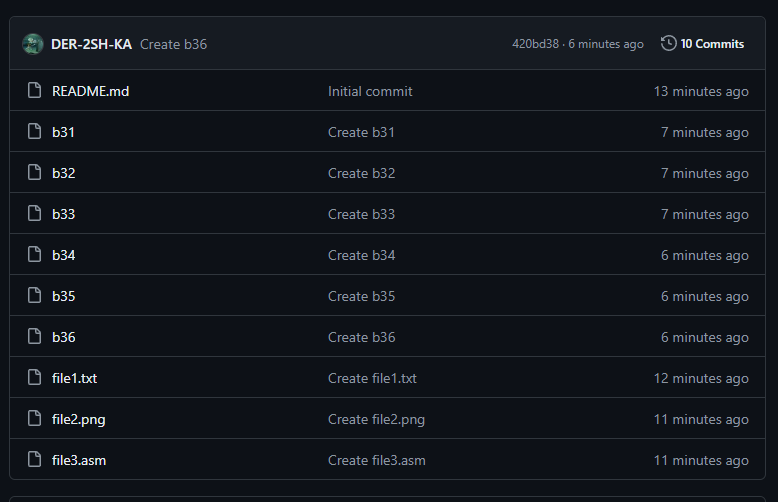 DER-2SH-KA Create b36 420bd38 · 6 minutes ago 10 Commits
README.md Initial commit 13 minutes ago
b31 Create b31 7 minutes ago
b32 Create b32 7 minutes ago
b33 Create b33 7 minutes ago
b34 Create b34 6 minutes ago
b35 Create b35 6 minutes ago
b36 Create b36 6 minutes ago
file1.txt Create file1.txt 12 minutes ago
file2.png Create file2.png 11 minutes ago
file3.asm Create file3.asm 11 minutes ago